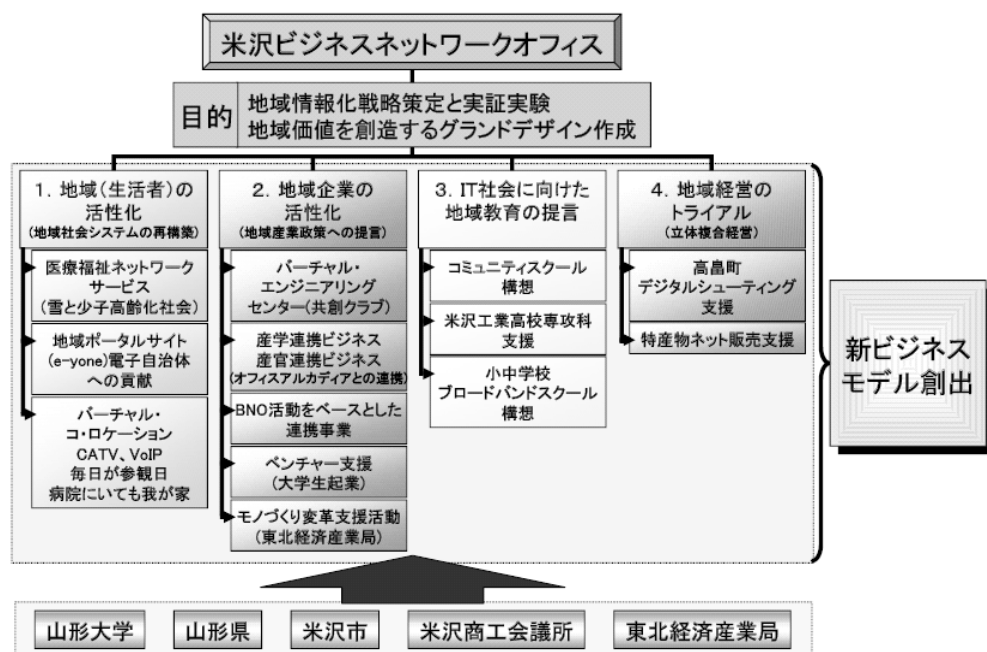 米沢ビジネスネットワークオフィス
目的
地域情報化戦略策定と実証実験
地域価値を創造するグランドデザイン作成
1. 地域(生活者)の
活性化
(地域社会システムの再構築)
医療福祉ネットワーク
サービス
(雪と少子高齢化社会)
地域ポータルサイト
(e-yone)電子自治体
への貢献
バーチャル・
コ・ロケーション
CATV、VoIP
毎日が参観日
病院にいても我が家
2. 地域企業の
活性化
(地域産業政策への提言)
バーチャル・
エンジニアリング
センター(共創クラブ)
産学連携ビジネス
産官連携ビジネス
(オフィスアルカディアとの連携)
BNO活動をベースとした
連携事業
ベンチャー支援
(大学生起業)
モノづくり変革支援活動
(東北経済産業局)
3. IT社会に向けた
地域教育の提言
コミュニティスクール
構想
米沢工業高校専攻科
支援
小中学校
ブロードバンドスクール
構想
4. 地域経営の
トライアル
(立体複合経営)
高畠町
デジタルシューティング
支援
特産物ネット販売支援
新ビジネス
モデル創出
山形大学
山形県
米沢市
米沢商工会議所
東北経済産業局